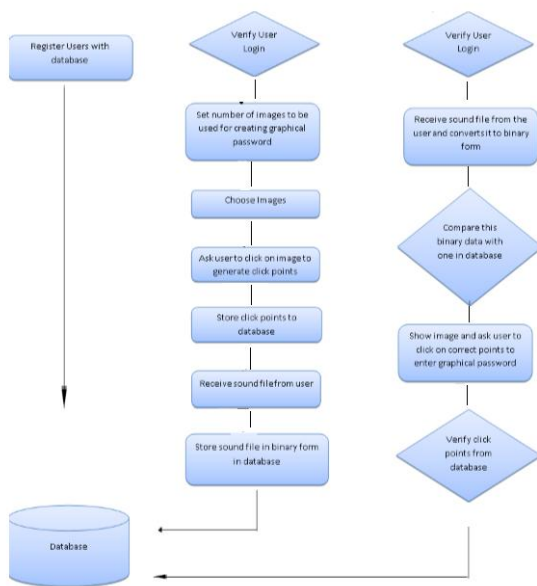 Register Users with
database
Verify User
Login
Set number of images to be
used for creating graphical
password
Choose Images
Ask user to click on image to
generate click points
Store click points to
database
Receive sound file from user
Store sound file in binary form
in database
Verify User
Login
Receive sound file from the
user and converts it to binary
form
Compare this
binary data with
one in database
Show image and ask user to
click on correct points to
enter graphical password
Verify click
points from
database
Database